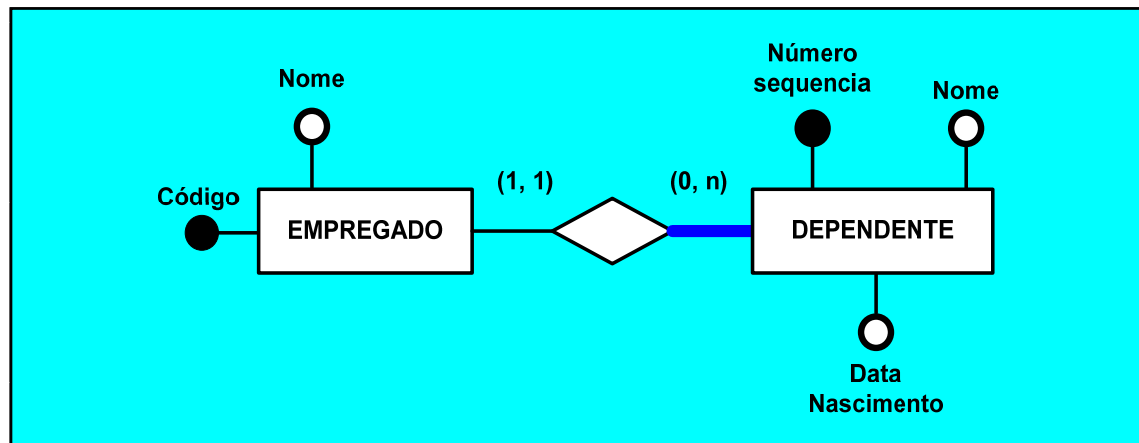 Número
sequencia
Nome
Nome
Código
(1, 1)
(0, n)
EMPREGADO
DEPENDENTE
Data
Nascimento